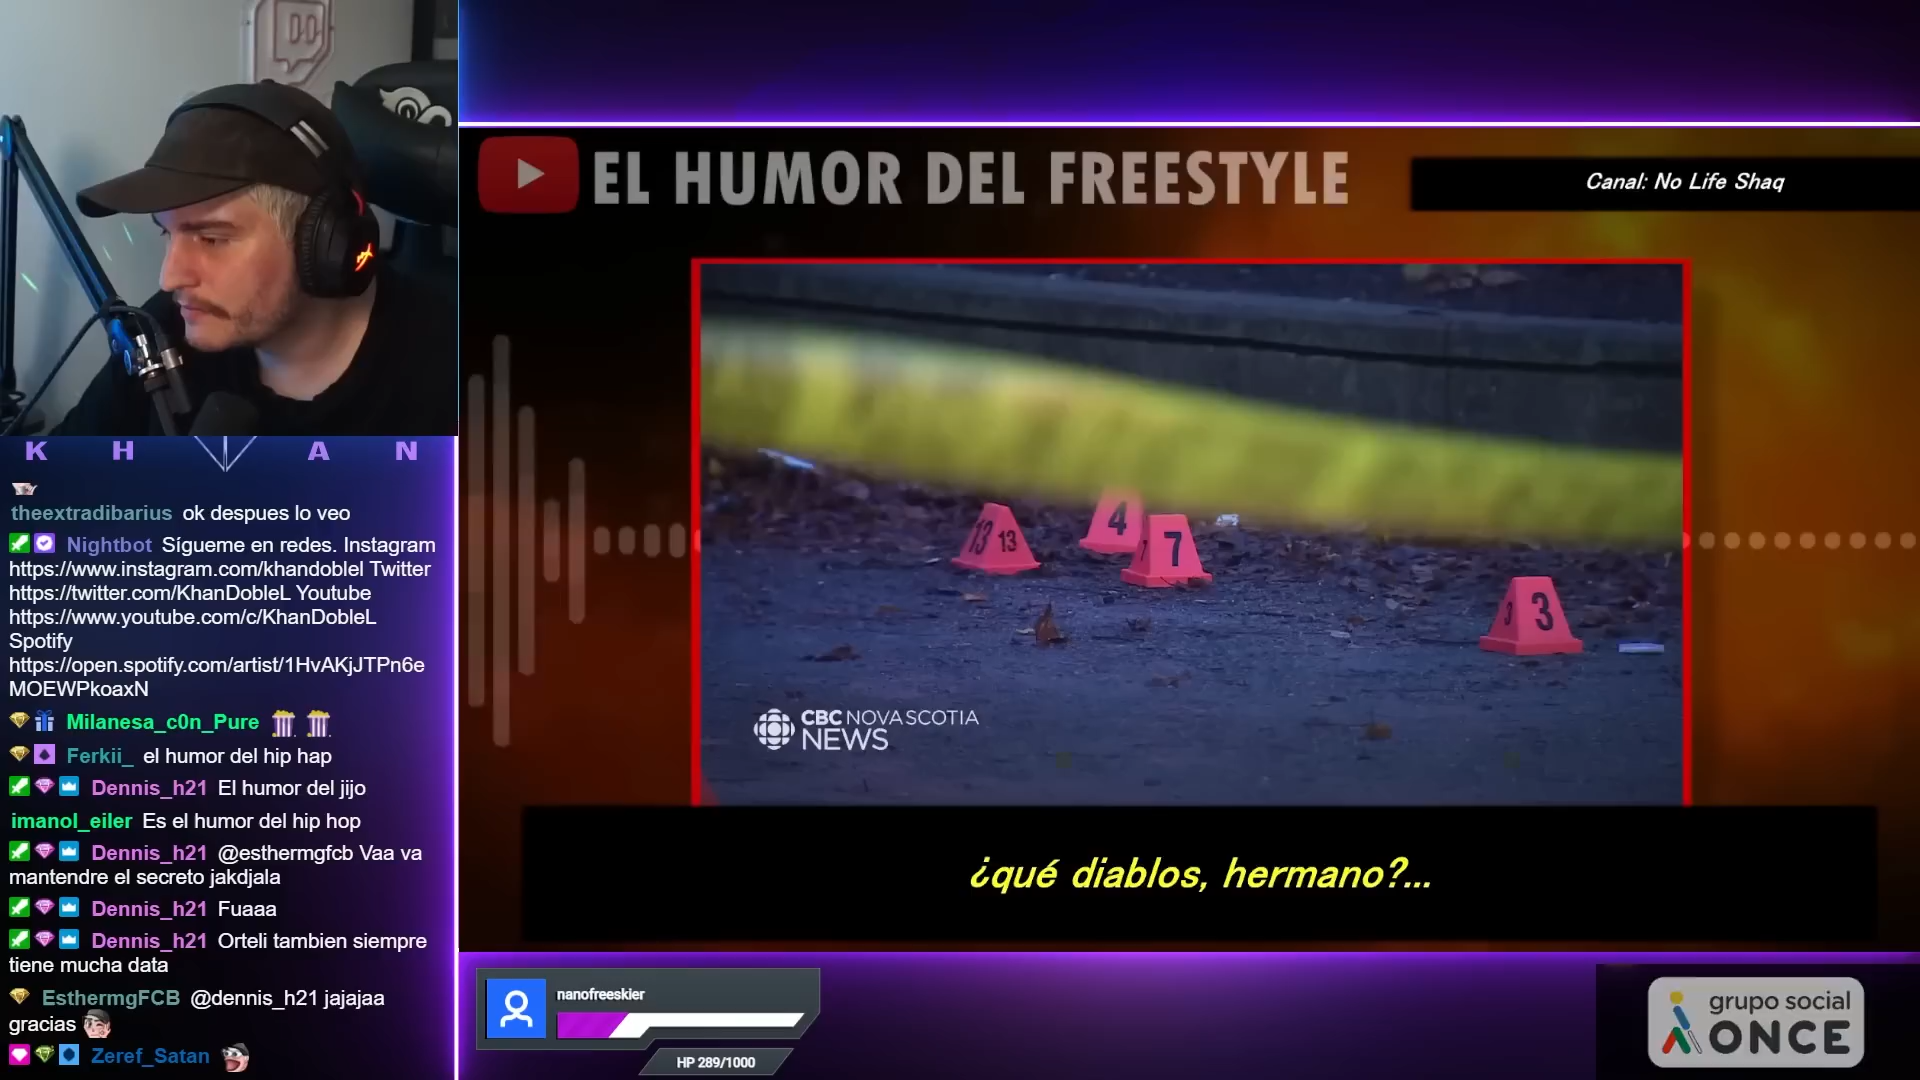 K H A N
theextradibarius ok despues lo veo
Nightbot Sígueme en redes. Instagram
https://www.instagram.com/khandoblel Twitter
https://twitter.com/KhanDobleL Youtube
https://www.youtube.com/c/KhanDobleL
Spotify
https://open.spotify.com/artist/1HvAKjJTPn6e
MOEWPkoaxN
Milanesa_c0n_Pure
Ferkii_ el humor del hip hap
Dennis_h21 El humor del jijo
imanol_eiler Es el humor del hip hop
Dennis_h21 @esthermgfcb Vaa va
mantendre el secreto jakdjala
Dennis_h21 Fuaaa
Dennis_h21 Orteli tambien siempre
tiene mucha data
EsthermgFCB @dennis_h21 jajajaa
gracias
Zeref_Satan
EL HUMOR DEL FREESTYLE
Canal: No Life Shaq
13 13
4
7 7
3 3
CBC NOVA SCOTIA
NEWS
¿qué diablos, hermano?...
nanofreeskier
HP 289/1000
grupo social
ONCE